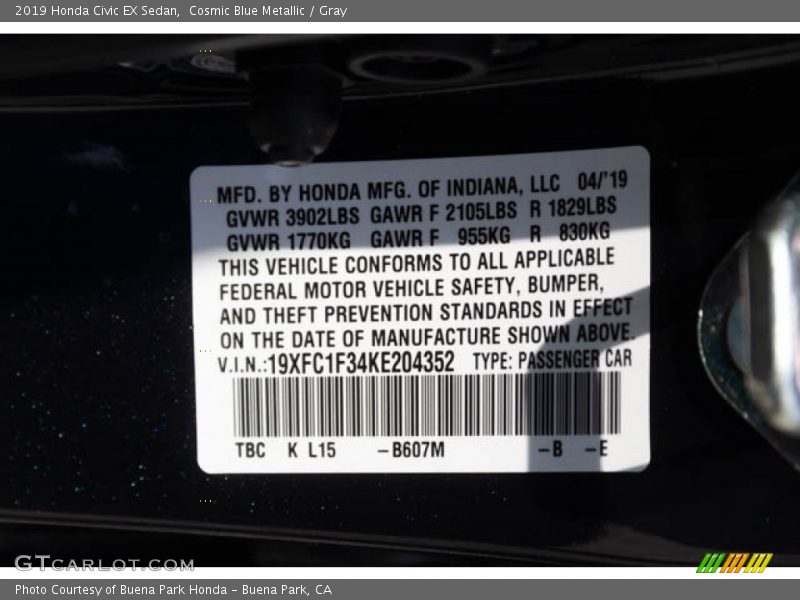 2019 Honda Civic EX Sedan,  Cosmic Blue Metallic / Gray
MFD. BY HONDA MFG. OF INDIANA, LLC 04/'19
GVWR 3902LBS GAWR F 2105LBS R 1829LBS
GVWR 1770KG GAWR F 955KG R 830KG
THIS VEHICLE CONFORMS TO ALL APPLICABLE
FEDERAL MOTOR VEHICLE SAFETY, BUMPER,
AND THEFT PREVENTION STANDARDS IN EFFECT
ON THE DATE OF MANUFACTURE SHOWN ABOVE.
V.I.N.:19XFC1F34KE204352 TYPE: PASSENGER CAR
TBC K L15 –B607M –B –E
GTCARLOT.COM
Photo Courtesy of Buena Park Honda – Buena Park, CA